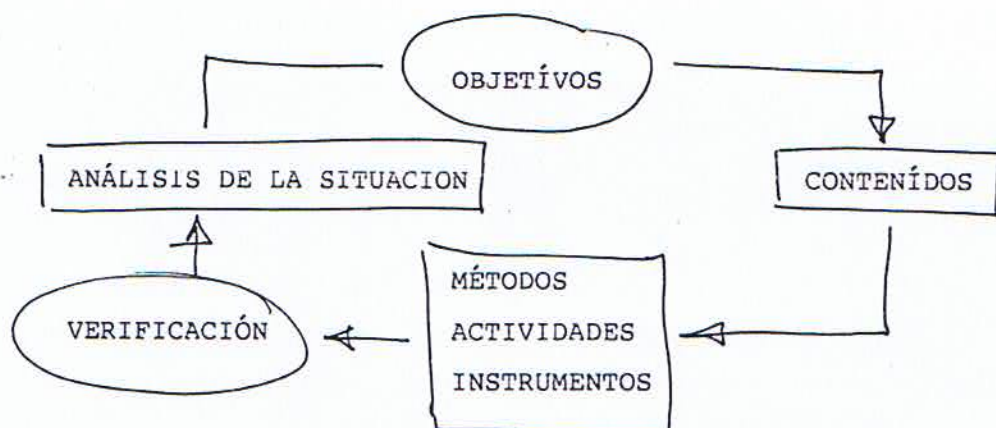 OBJETÍVOS
ANÁLISIS DE LA SITUACION
CONTENÍDOS
MÉTODOS
ACTIVIDADES
INSTRUMENTOS
VERIFICACIÓN